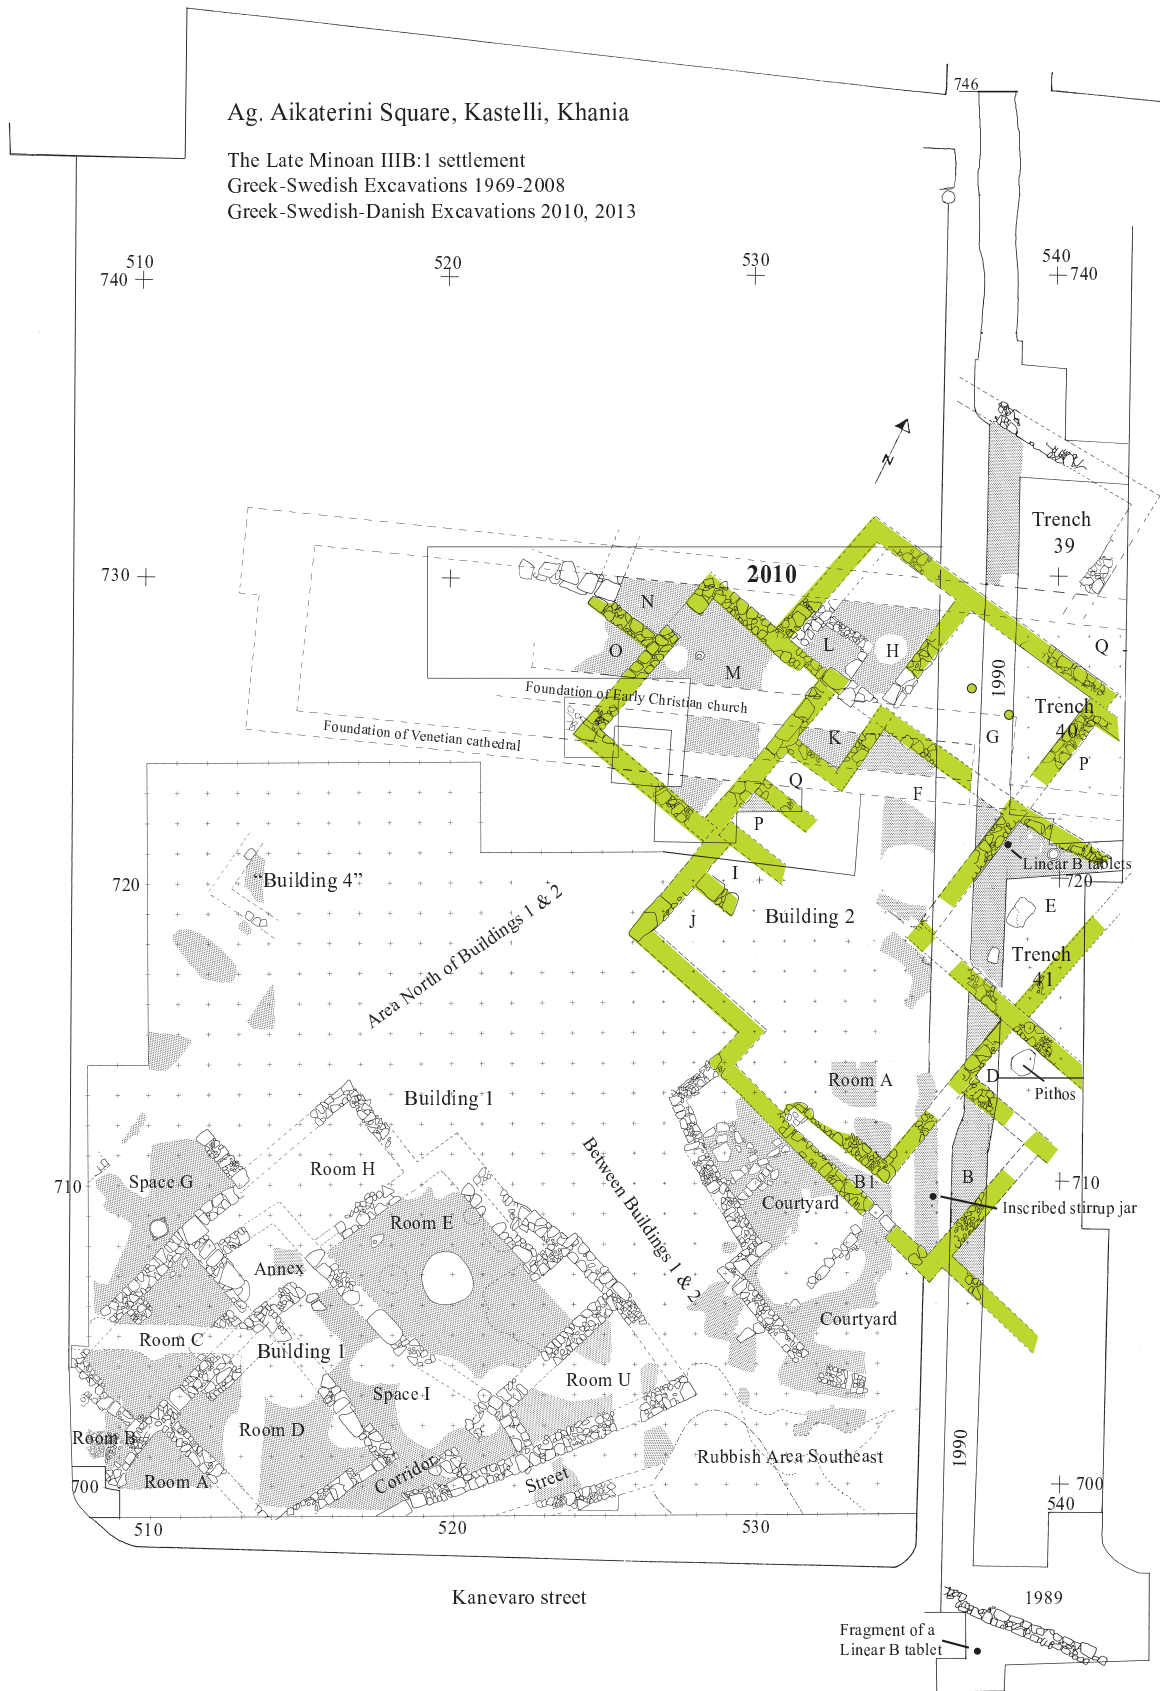 746
Ag. Aikaterini Square, Kastelli, Khania
The Late Minoan IIIB:1 settlement
Greek-Swedish Excavations 1969-2008
Greek-Swedish-Danish Excavations 2010, 2013
510
520
530
540
740
740
N
Trench
39
730
2010
N
O
M
L
H
Q
1990
Foundation of Early Christian church
Foundation of Venetian cathedral
Trench
40
G
K
P
Q
F
P
Linear B tablets
720
"Building 4"
I
720
E
j
Building 2
Area North of Buildings 1 & 2
Trench
41
Room A
D
Pithos
Building 1
Between Buildings 1 & 2
Room H
Space G
710
B1
B
710
Courtyard
Inscribed stirrup jar
Room E
Annex
Courtyard
Room C
Building 1
Space I
Room U
Room B
Room D
Room A
Corridor
Street
Rubbish Area Southeast
1990
700
700
540
510
520
530
Kanevaro street
1989
Fragment of a
Linear B tablet